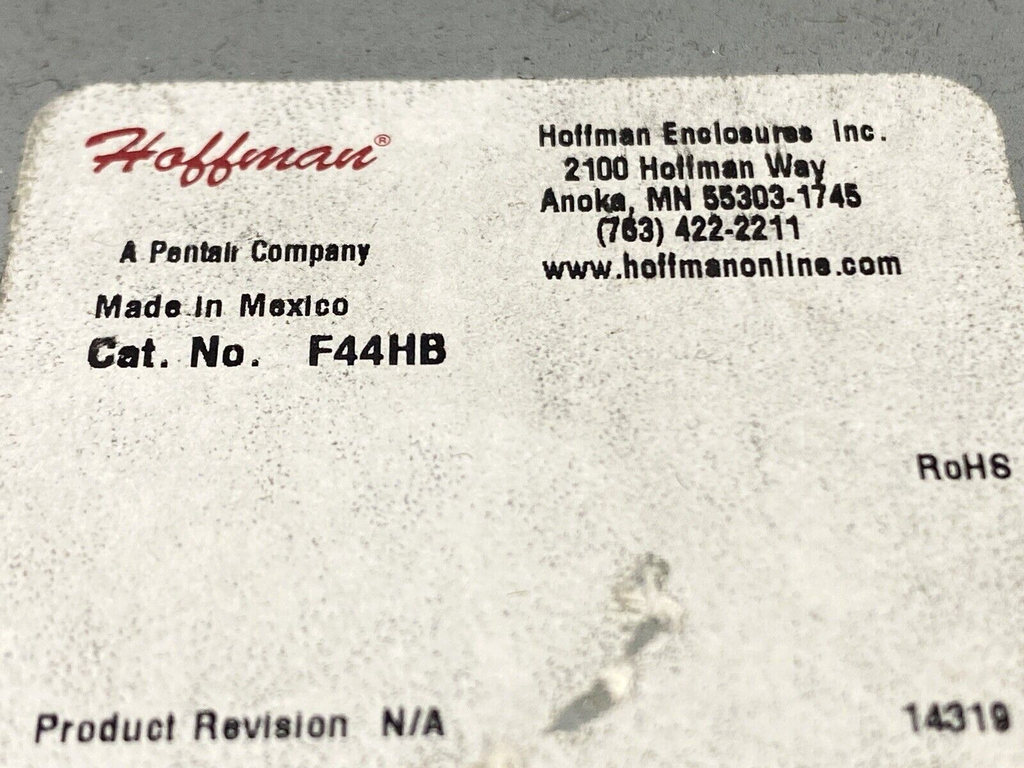 Hoffman®
A Pentair Company
Made in Mexico
Cat. No. F44HB
Hoffman Enclosures Inc.
2100 Hoffman Way
Anoka, MN 55303-1745
(763) 422-2211
www.hoffmanonline.com
RoHS
Product Revision N/A
14319